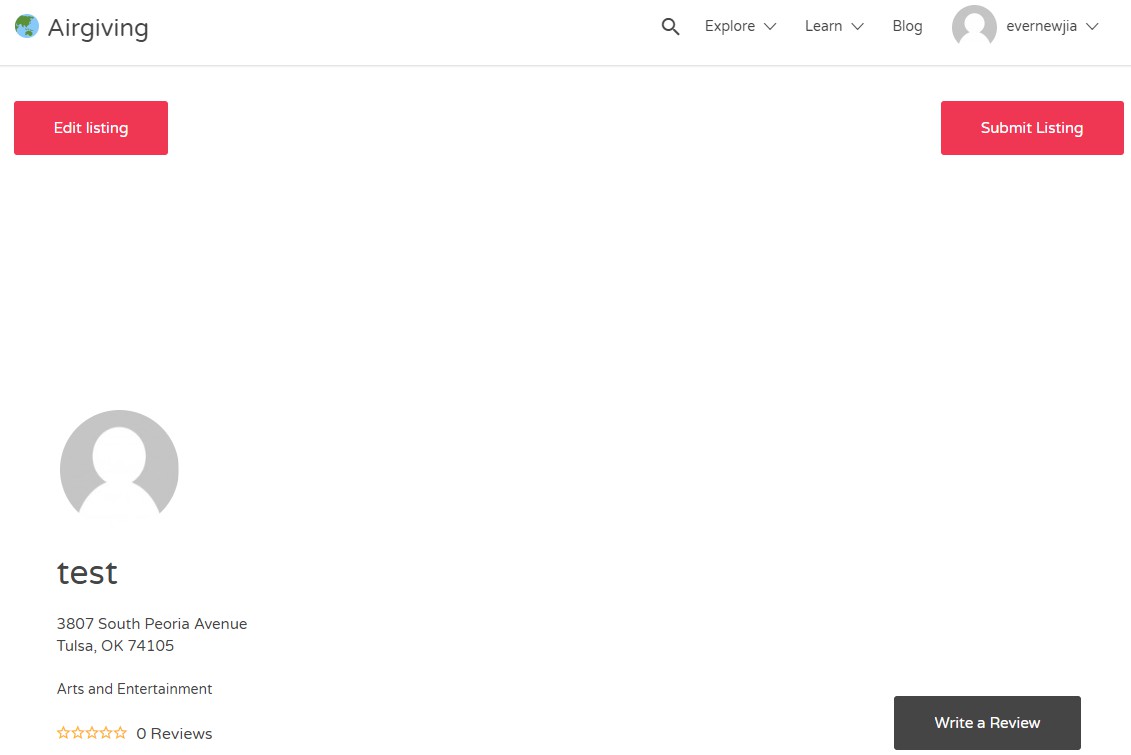 Airgiving
Explore
Learn
Blog
evernewjia
Edit listing
Submit Listing
test
3807 South Peoria Avenue
Tulsa, OK 74105
Arts and Entertainment
0 Reviews
Write a Review